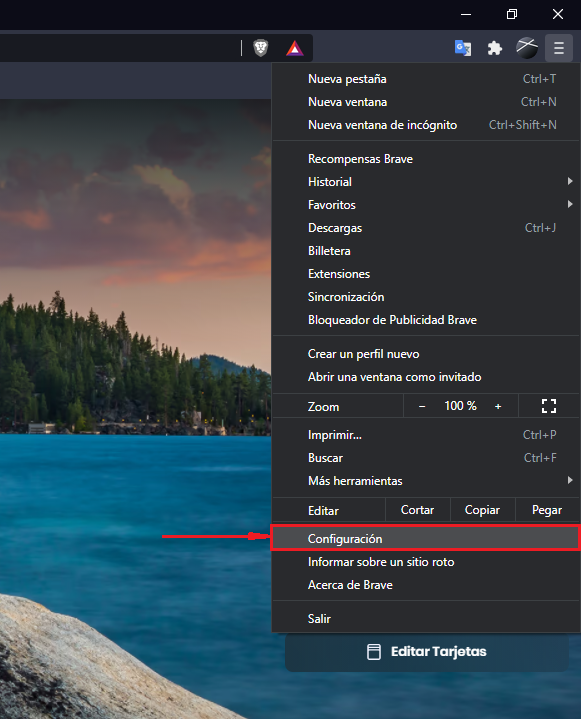 Nueva pestaña Ctrl+T
Nueva ventana Ctrl+N
Nueva ventana de incógnito Ctrl+Shift+N
Recompensas Brave
Historial
Favoritos
Descargas Ctrl+J
Billetera
Extensiones
Sincronización
Bloqueador de Publicidad Brave
Crear un perfil nuevo
Abrir una ventana como invitado
Zoom − 100 % +
Imprimir... Ctrl+P
Buscar Ctrl+F
Más herramientas
Editar Cortar Copiar Pegar
Configuración
Informar sobre un sitio roto
Acerca de Brave
Salir
Editar Tarjetas